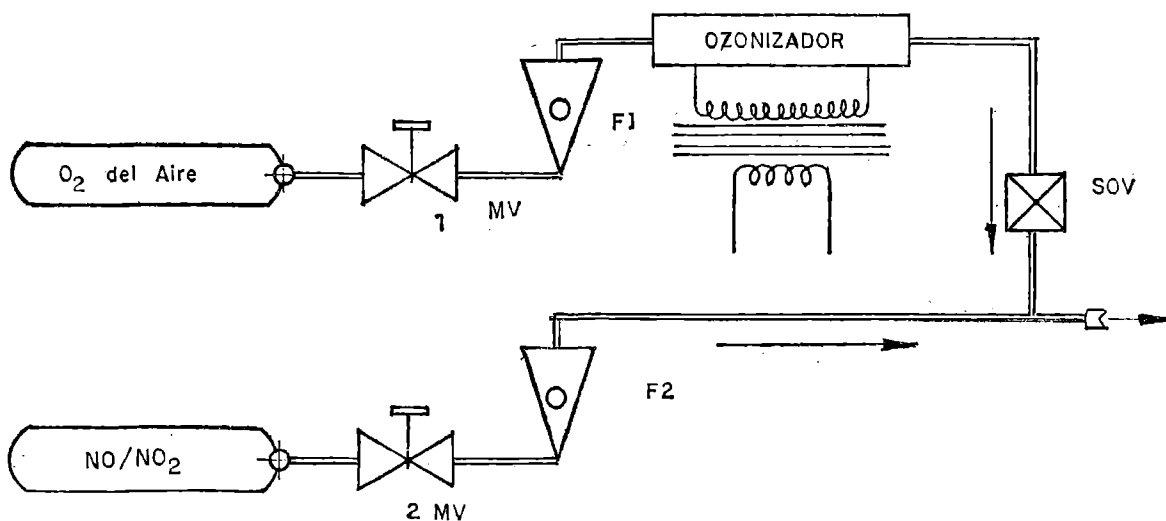 OZONIZADOR
F1
O₂ del Aire
SOV
1 MV
F2
NO/NO₂
2 MV